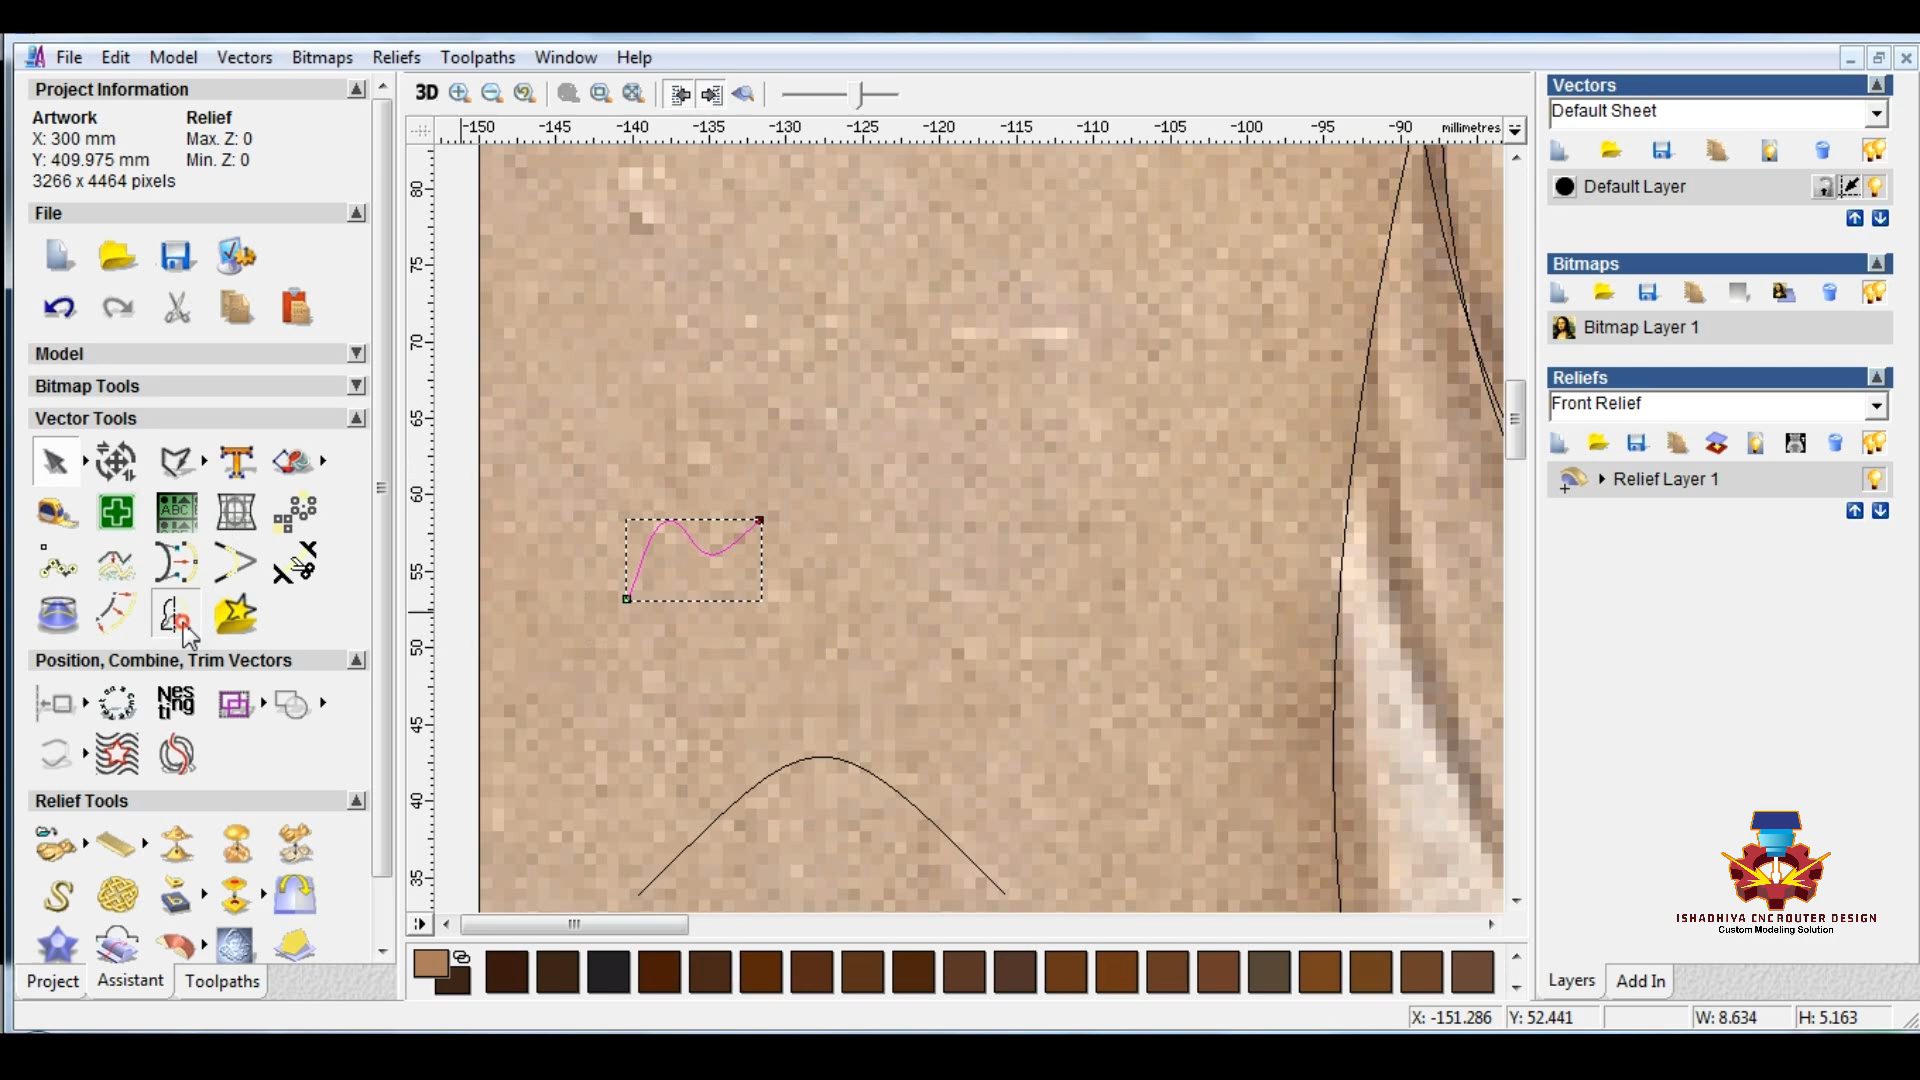 File Edit Model Vectors Bitmaps Reliefs Toolpaths Window Help
Project Information
Artwork Relief
X: 300 mm Max. Z: 0
Y: 409.975 mm Min. Z: 0
3266 x 4464 pixels
File
Model
Bitmap Tools
Vector Tools
ABC
Position, Combine, Trim Vectors
Nes
ti ng
Relief Tools
Project Assistant Toolpaths
3D
-150 -145 -140 -135 -130 -125 -120 -115 -110 -105 -100 -95 -90 millimetres
80
75
70
65
60
55
50
45
40
35
Vectors
Default Sheet
Default Layer
Bitmaps
Bitmap Layer 1
Reliefs
Front Relief
Relief Layer 1
ISHADHIYA CNC ROUTER DESIGN
Custom Modeling Solution
Layers Add In
X: -151.286 Y: 52.441 W: 8.634 H: 5.163